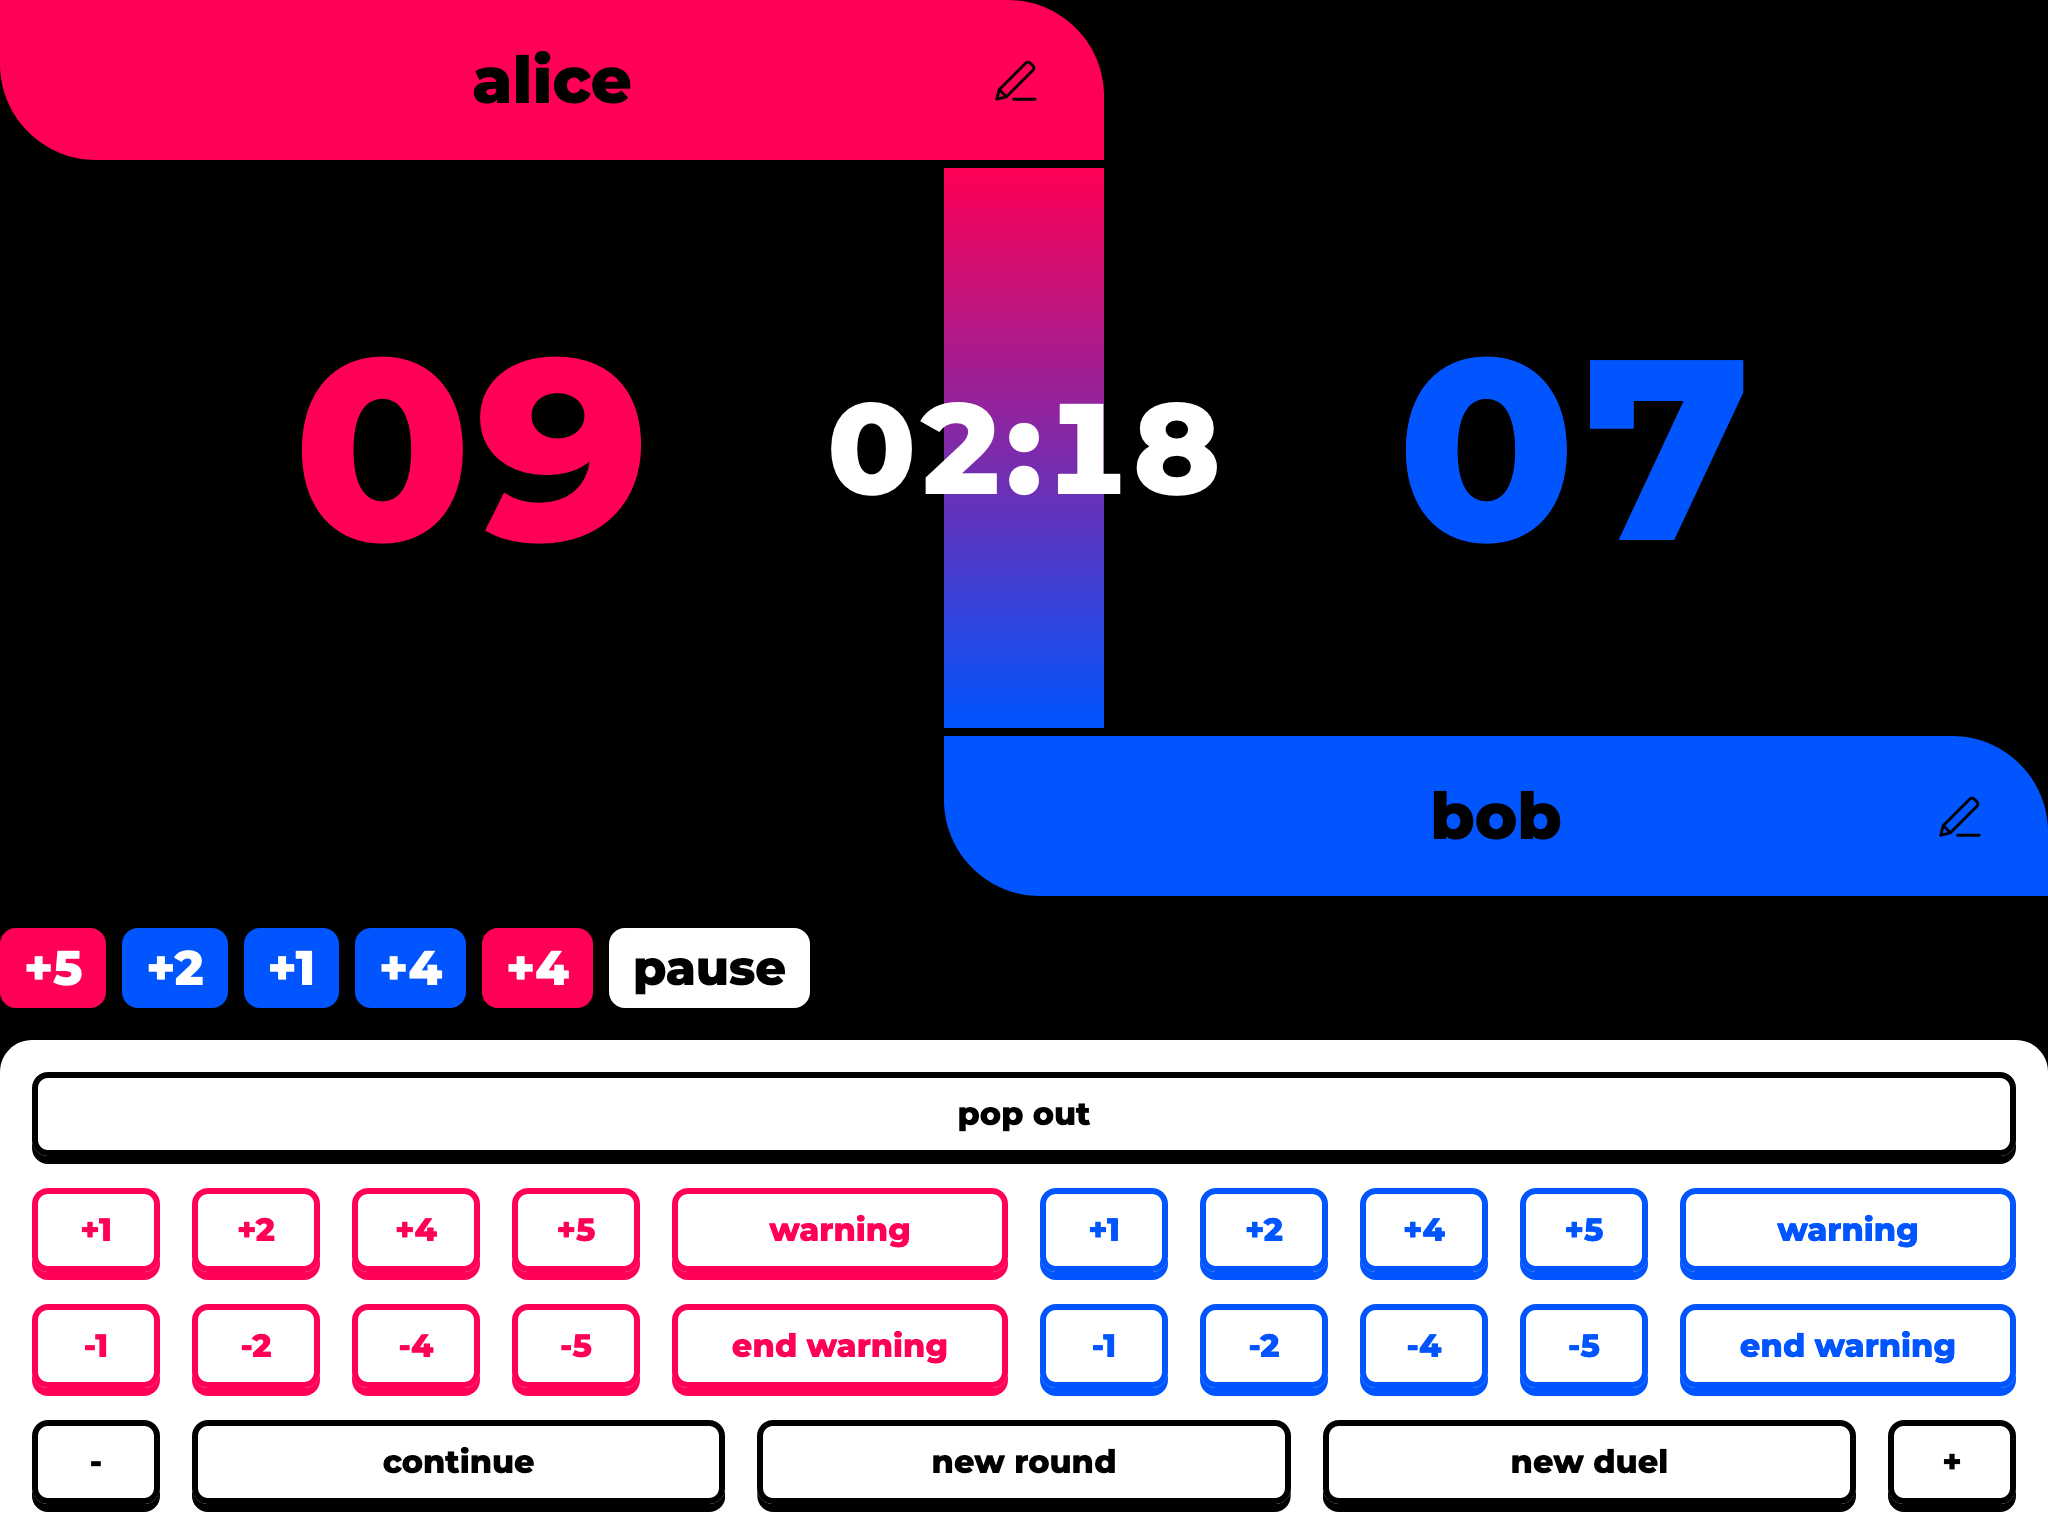 alice
09 02:18 07
bob
+5 +2 +1 +4 +4 pause
pop out
+1 +2 +4 +5 warning +1 +2 +4 +5 warning
-1 -2 -4 -5 end warning -1 -2 -4 -5 end warning
- continue new round new duel +